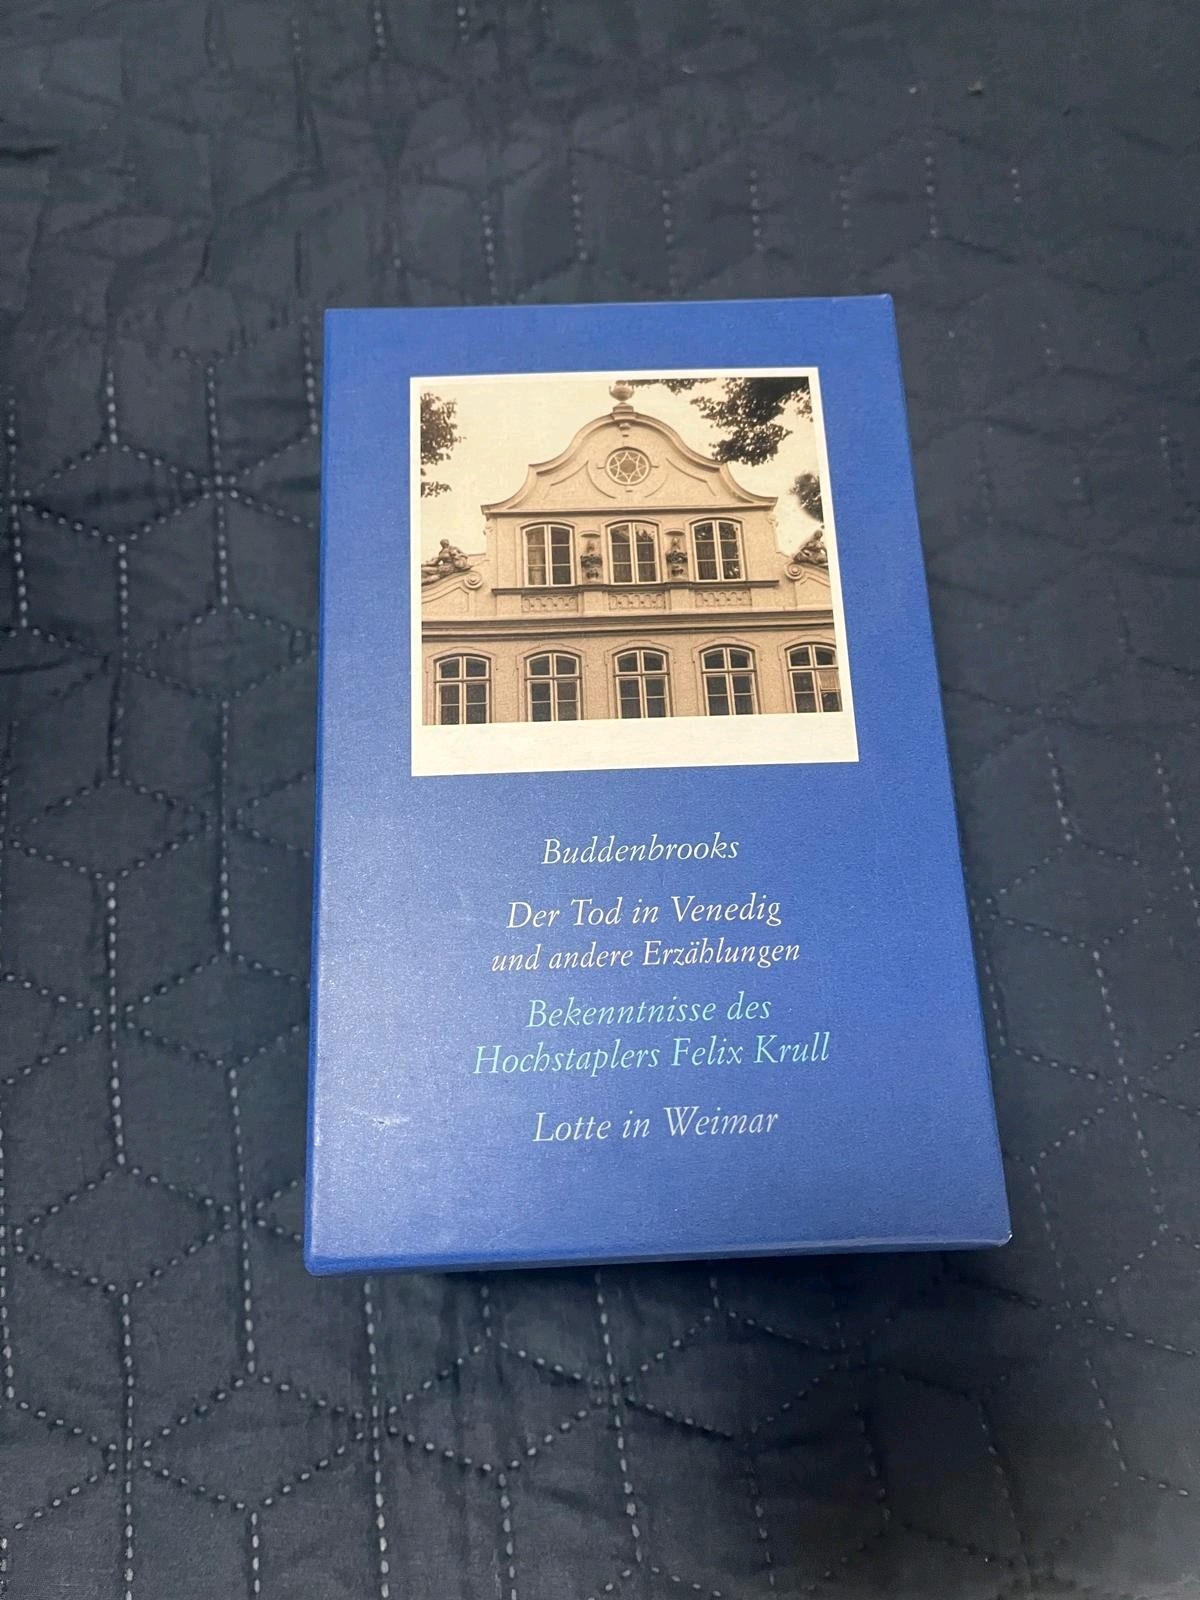 Buddenbrooks
Der Tod in Venedig
und andere Erzählungen
Bekenntnisse des
Hochstaplers Felix Krull
Lotte in Weimar